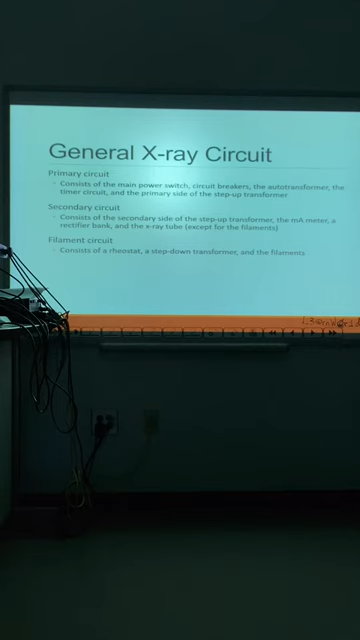 General X-ray Circuit
Primary circuit
Consists of the main power switch, circuit breakers, the autotransformer, the
timer circuit, and the primary side of the step-up transformer
Secondary circuit
Consists of the secondary side of the step-up transformer, the mA meter, a
rectifier bank, and the x-ray tube (except for the filaments)
Filament circuit
Consists of a rheostat, a step-down transformer, and the filaments